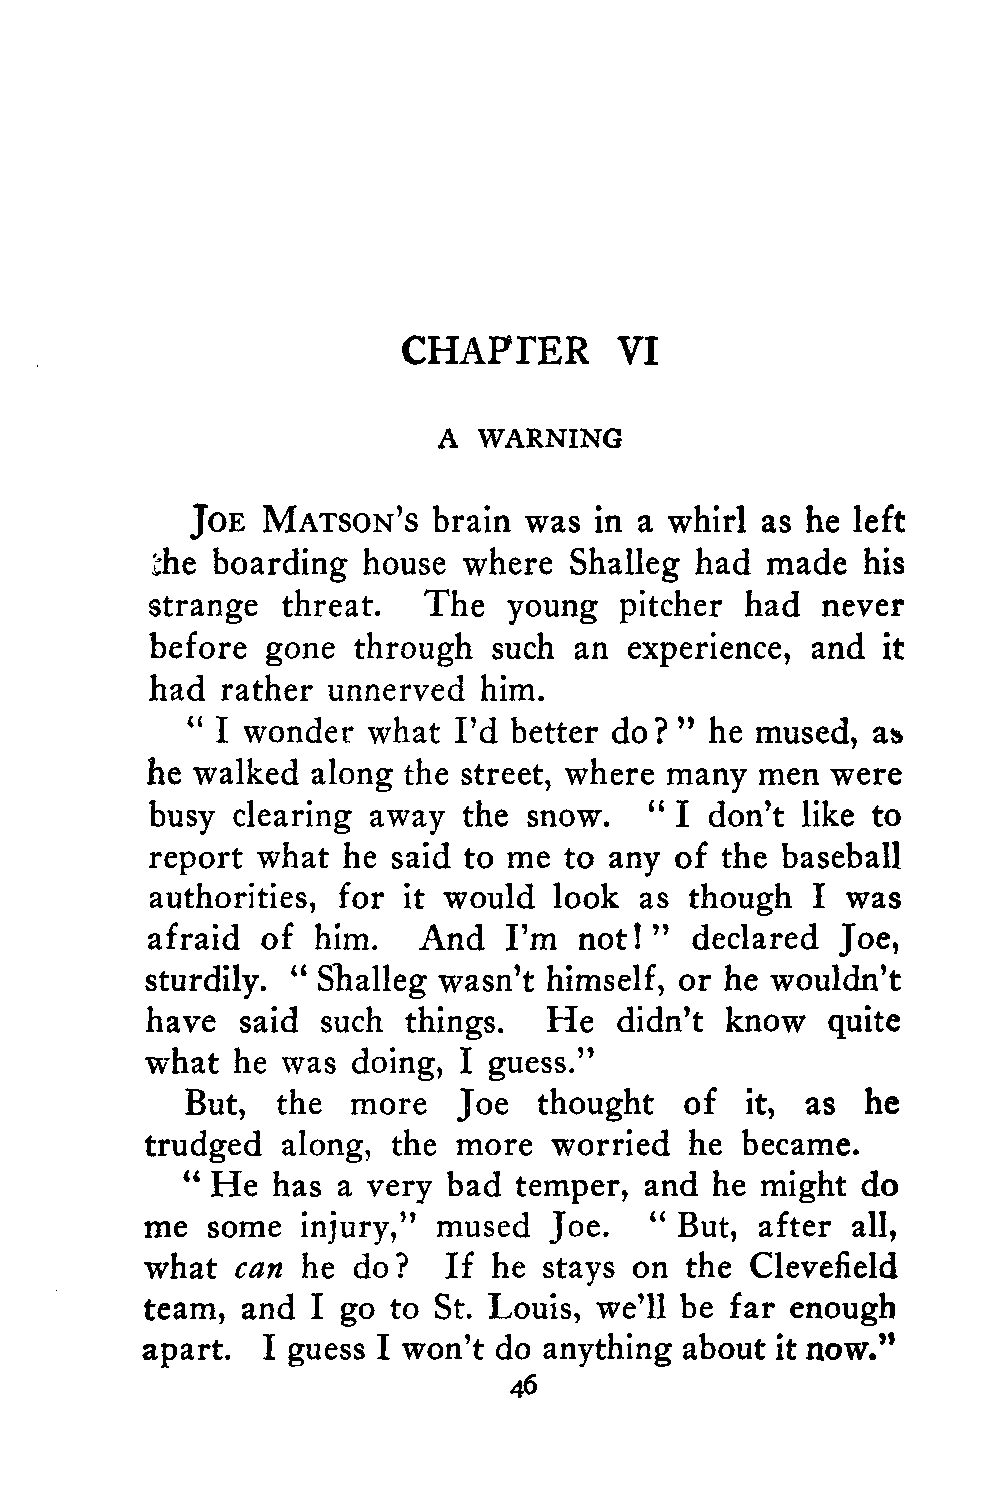 CHAPTER VI
A WARNING
JOE MATSON's brain was in a whirl as he left
the boarding house where Shalleg had made his
strange threat. The young pitcher had never
before gone through such an experience, and it
had rather unnerved him.
" I wonder what I'd better do? " he mused, as
he walked along the street, where many men were
busy clearing away the snow. " I don't like to
report what he said to me to any of the baseball
authorities, for it would look as though I was
afraid of him. And I'm not! " declared Joe,
sturdily. " Shalleg wasn't himself, or he wouldn't
have said such things. He didn't know quite
what he was doing, I guess."
But, the more Joe thought of it, as he
trudged along, the more worried he became.
" He has a very bad temper, and he might do
me some injury," mused Joe. " But, after all,
what can he do? If he stays on the Clevefield
team, and I go to St. Louis, we'll be far enough
apart. I guess I won't do anything about it now."
46